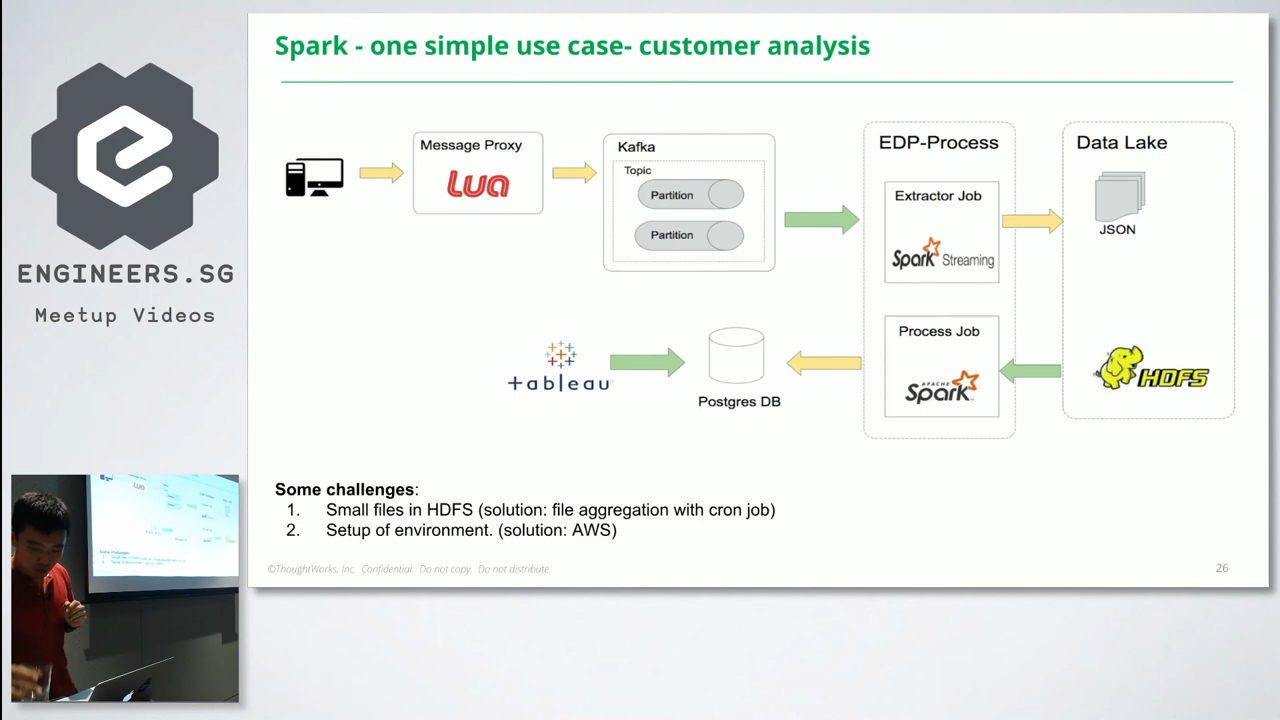 Spark - one simple use case- customer analysis
ENGINEERS.SG
Meetup Videos
Message Proxy
Lua
Kafka
Topic
Partition
Partition
EDP-Process
Extractor Job
Spark Streaming
Data Lake
JSON
Process Job
APACHE
Spark
HDFS
+ableau
Postgres DB
Some challenges:
1. Small files in HDFS (solution: file aggregation with cron job)
2. Setup of environment. (solution: AWS)
©ThoughtWorks, Inc. Confidential. Do not copy. Do not distribute.
26